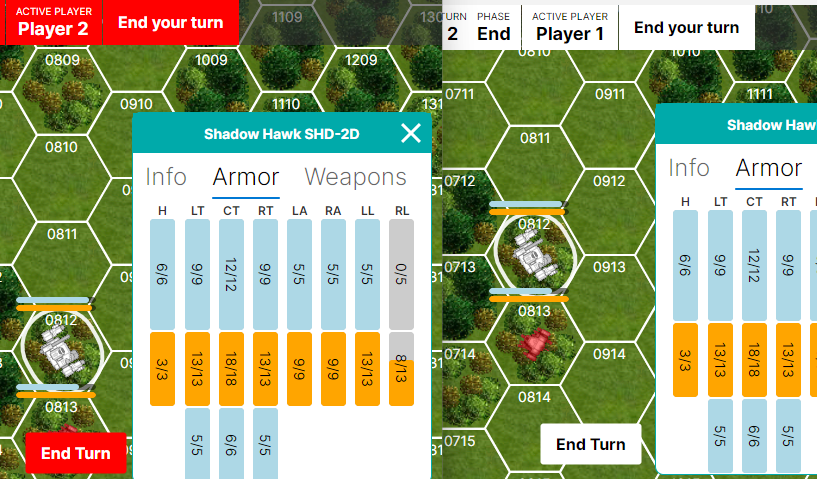 ACTIVE PLAYER
Player 2
End your turn
1109
0809
1009
1209
0910
1110
0810
0811
0812
0813
Shadow Hawk SHD-2D
Info Armor Weapons
H LT CT RT LA RA LL RL
6/6 9/9 12/12 9/9 5/5 5/5 5/5 0/5
3/3 13/13 18/18 13/13 9/9 9/9 13/13 8/13
5/5 6/6 5/5
End Turn
TURN PHASE ACTIVE PLAYER
2 End Player 1
End your turn
0810
1010
0711
0911
1111
0811
0712
0912
0812
0713
0913
0813
0714
0914
0814
0715
Shadow Haw
Info Armor
H LT CT RT
6/6 9/9 12/12 9/9
3/3 13/13 18/18 13/13
5/5 6/6 5/5
End Turn